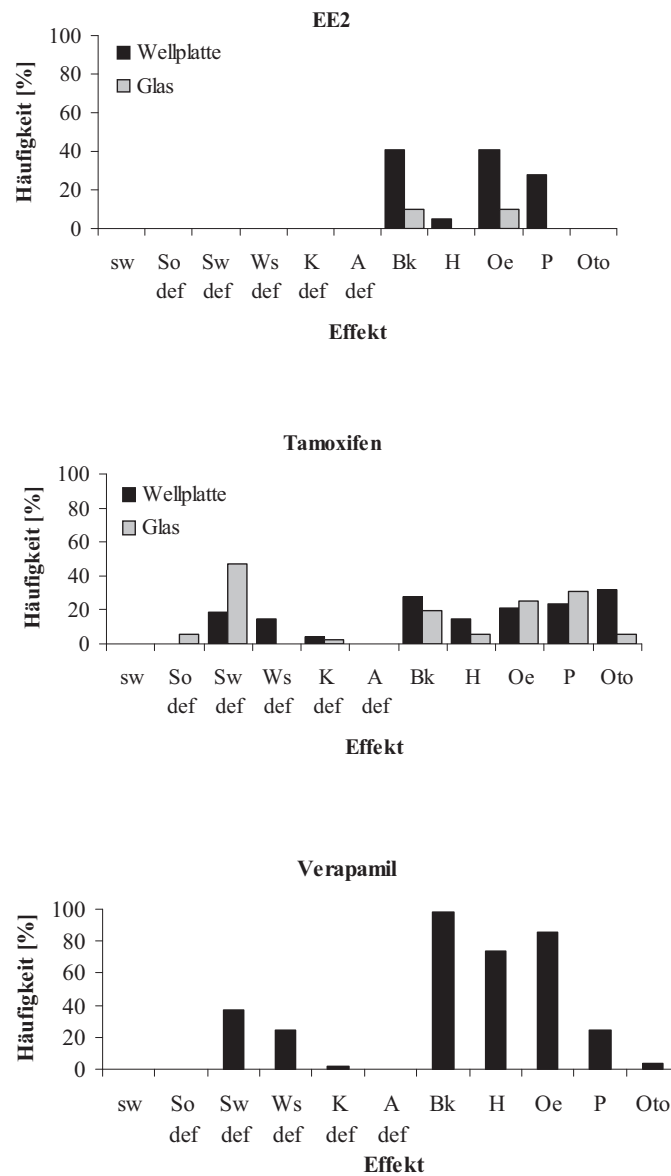 EE2
Häufigkeit [%]
100
80
60
40
20
0
Wellplatte
Glas
sw So Sw Ws K A Bk H Oe P Oto
def def def def def
Effekt
Tamoxifen
Häufigkeit [%]
100
80
60
40
20
0
Wellplatte
Glas
sw So Sw Ws K A Bk H Oe P Oto
def def def def def
Effekt
Verapamil
Häufigkeit [%]
100
80
60
40
20
0
sw So Sw Ws K A Bk H Oe P Oto
def def def def def
Effekt